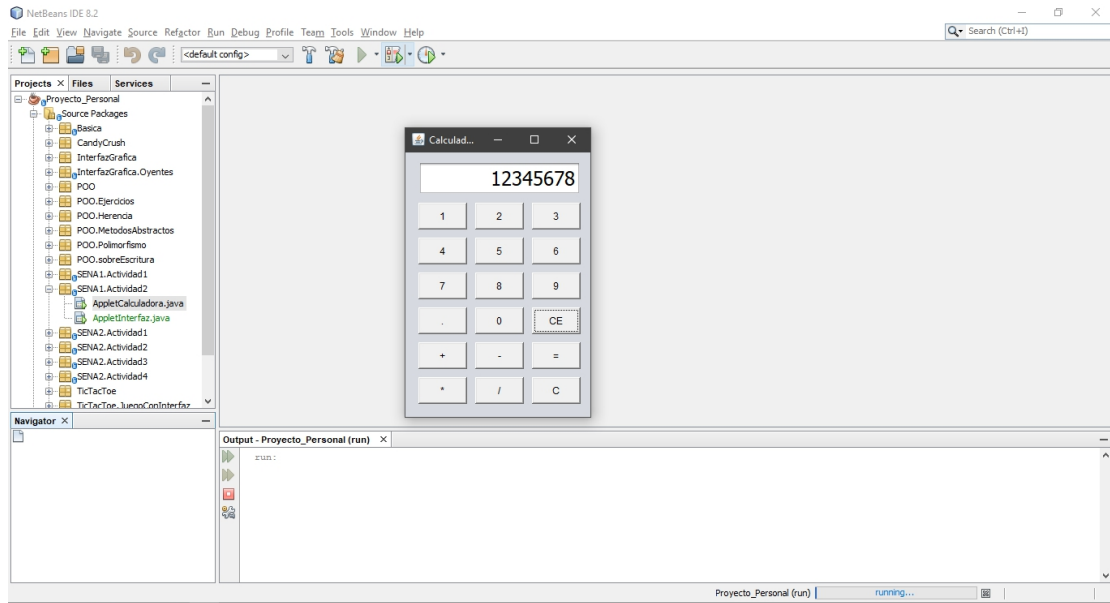 NetBeans IDE 8.2
File Edit View Navigate Source Refactor Run Debug Profile Team Tools Window Help
Search (Ctrl+I)
<default config>
Projects Files Services
Proyecto_Personal
Source Packages
Basica
CandyCrush
InterfazGrafica
InterfazGrafica.Oyentes
POO
POO.Ejercicios
POO.Herencia
POO.MetodosAbstractos
POO.Polimorfismo
POO.sobreEscritura
SENA1.Actividad1
SENA1.Actividad2
AppletCalculadora.java
AppletInterfaz.java
SENA2.Actividad1
SENA2.Actividad2
SENA2.Actividad3
SENA2.Actividad4
TicTacToe
TicTacToe.JuegoConInterfaz
Calculad...
12345678
1 2 3
4 5 6
7 8 9
. 0 CE
+ - =
* / C
Navigator
Output - Proyecto_Personal (run)
run:
Proyecto_Personal (run) running...